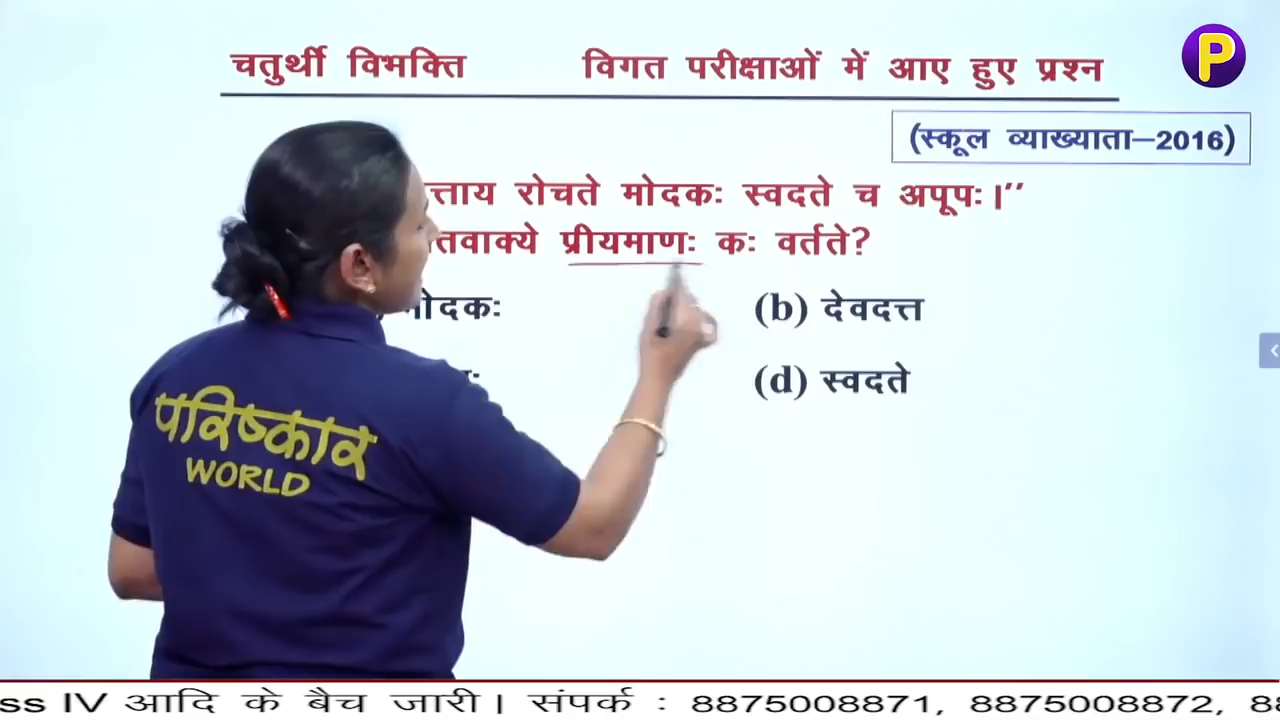 चतुर्थी विभक्ति विगत परीक्षाओं में आए हुए प्रश्न
P
(स्कूल व्याख्याता–2016)
त्ताय रोचते मोदकः स्वदते च अपूपः।’’
तवाक्ये प्रीयमाणः कः वर्तते?
मोदकः (b) देवदत्त
(d) स्वदते
परिष्कार
WORLD
ss IV आदि के बैच जारी। संपर्क : 8875008871, 8875008872,